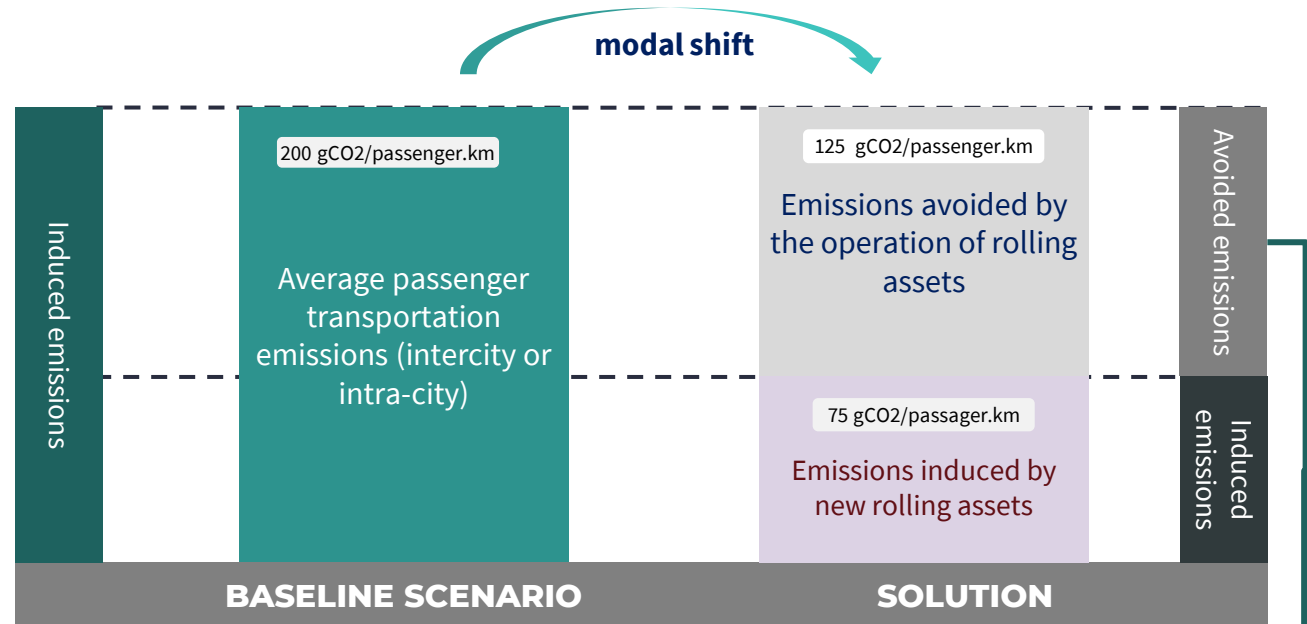 modal shift
Induced emissions
200 gCO2/passenger.km
Average passenger
transportation
emissions (intercity or
intra-city)
125 gCO2/passenger.km
Emissions avoided by
the operation of rolling
assets
75 gCO2/passager.km
Emissions induced by
new rolling assets
Avoided emissions
Induced
emissions
BASELINE SCENARIO
SOLUTION